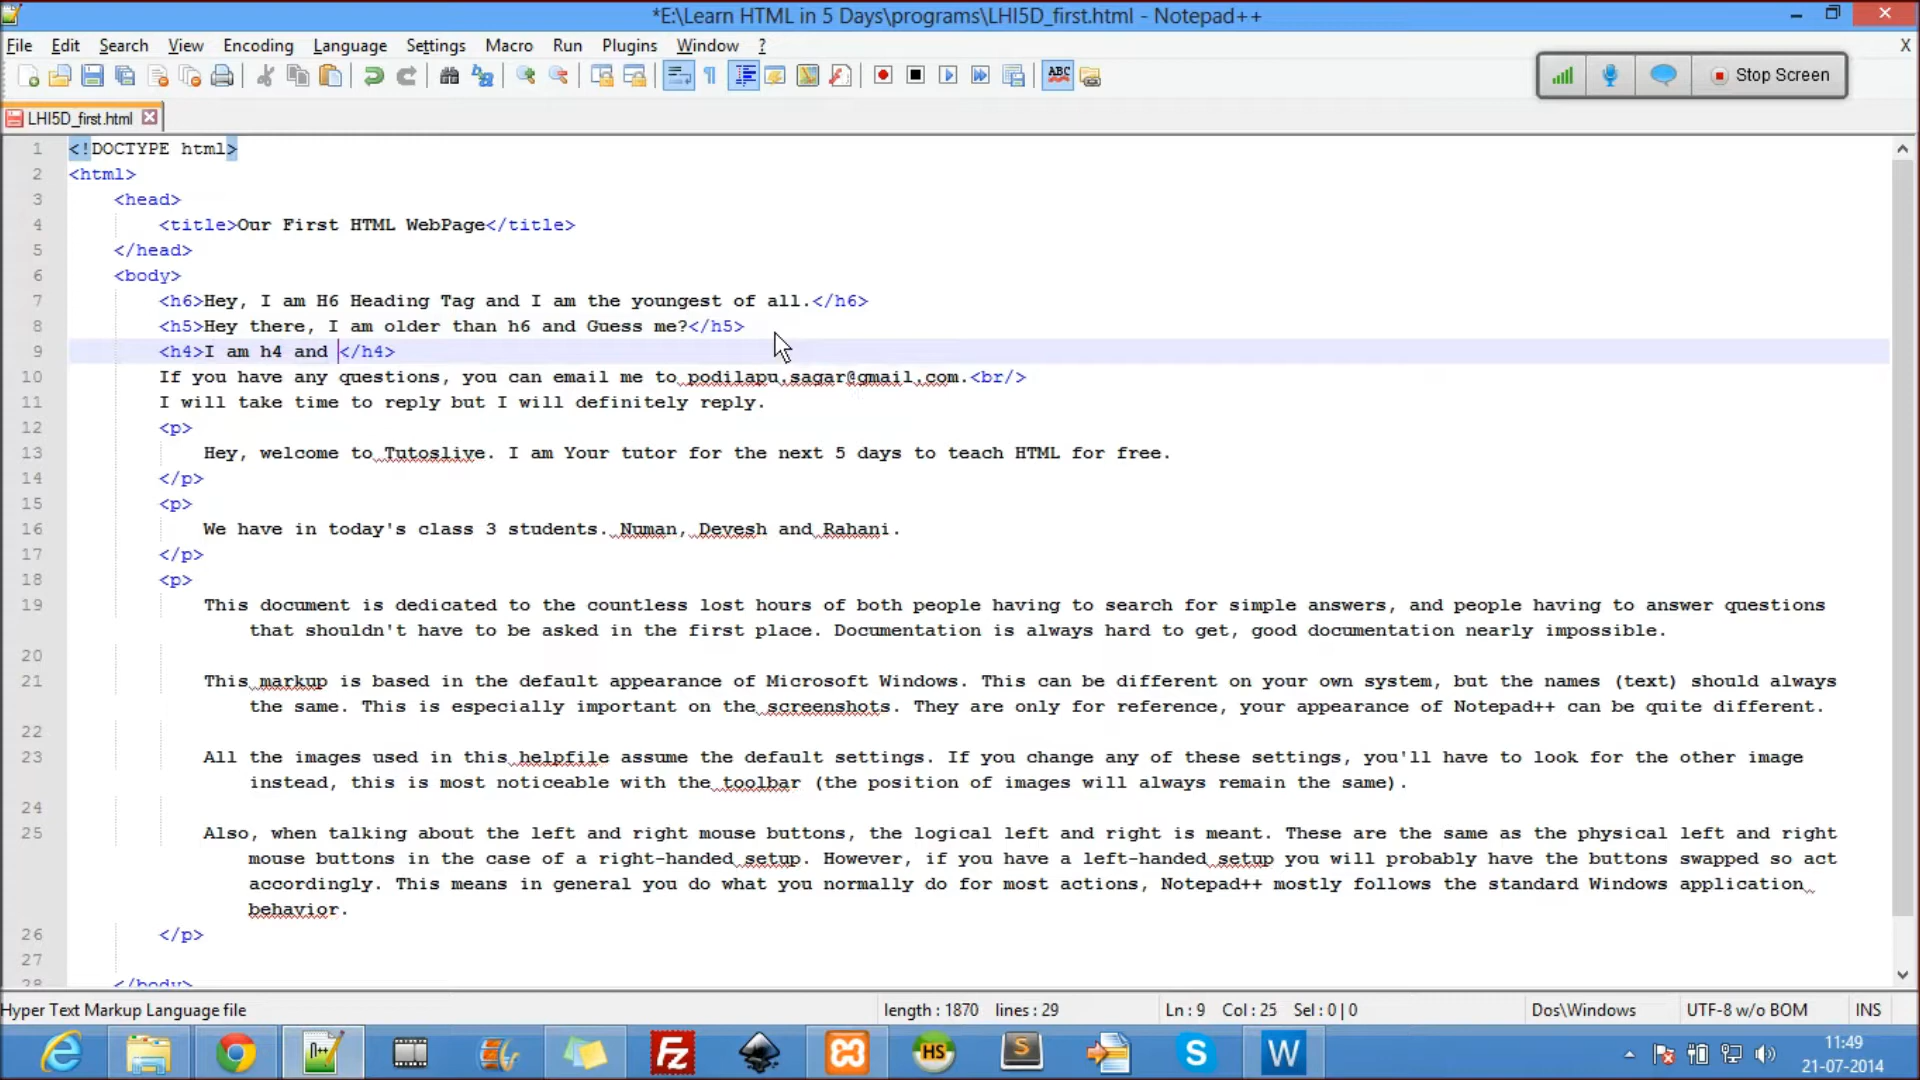 *E:\Learn HTML in 5 Days\programs\LHI5D_first.html - Notepad++
File Edit Search View Encoding Language Settings Macro Run Plugins Window ? X
ABC
Stop Screen
LHI5D_first.html
1 <!DOCTYPE html>
2 <html>
3 <head>
4 <title>Our First HTML WebPage</title>
5 </head>
6 <body>
7 <h6>Hey, I am H6 Heading Tag and I am the youngest of all.</h6>
8 <h5>Hey there, I am older than h6 and Guess me?</h5>
9 <h4>I am h4 and </h4>
10 If you have any questions, you can email me to podilapu.sagar@gmail.com.<br/>
11 I will take time to reply but I will definitely reply.
12 <p>
13 Hey, welcome to Tutoslive. I am Your tutor for the next 5 days to teach HTML for free.
14 </p>
15 <p>
16 We have in today's class 3 students. Numan, Devesh and Rahani.
17 </p>
18 <p>
19 This document is dedicated to the countless lost hours of both people having to search for simple answers, and people having to answer questions
that shouldn't have to be asked in the first place. Documentation is always hard to get, good documentation nearly impossible.
20
21 This markup is based in the default appearance of Microsoft Windows. This can be different on your own system, but the names (text) should always
the same. This is especially important on the screenshots. They are only for reference, your appearance of Notepad++ can be quite different.
22
23 All the images used in this helpfile assume the default settings. If you change any of these settings, you'll have to look for the other image
instead, this is most noticeable with the toolbar (the position of images will always remain the same).
24
25 Also, when talking about the left and right mouse buttons, the logical left and right is meant. These are the same as the physical left and right
mouse buttons in the case of a right-handed setup. However, if you have a left-handed setup you will probably have the buttons swapped so act
accordingly. This means in general you do what you normally do for most actions, Notepad++ mostly follows the standard Windows application
behavior.
26 </p>
27
28 </body>
Hyper Text Markup Language file length : 1870 lines : 29 Ln : 9 Col : 25 Sel : 0 | 0 Dos\Windows UTF-8 w/o BOM INS
N++ Fz HS S S W
11:49
21-07-2014